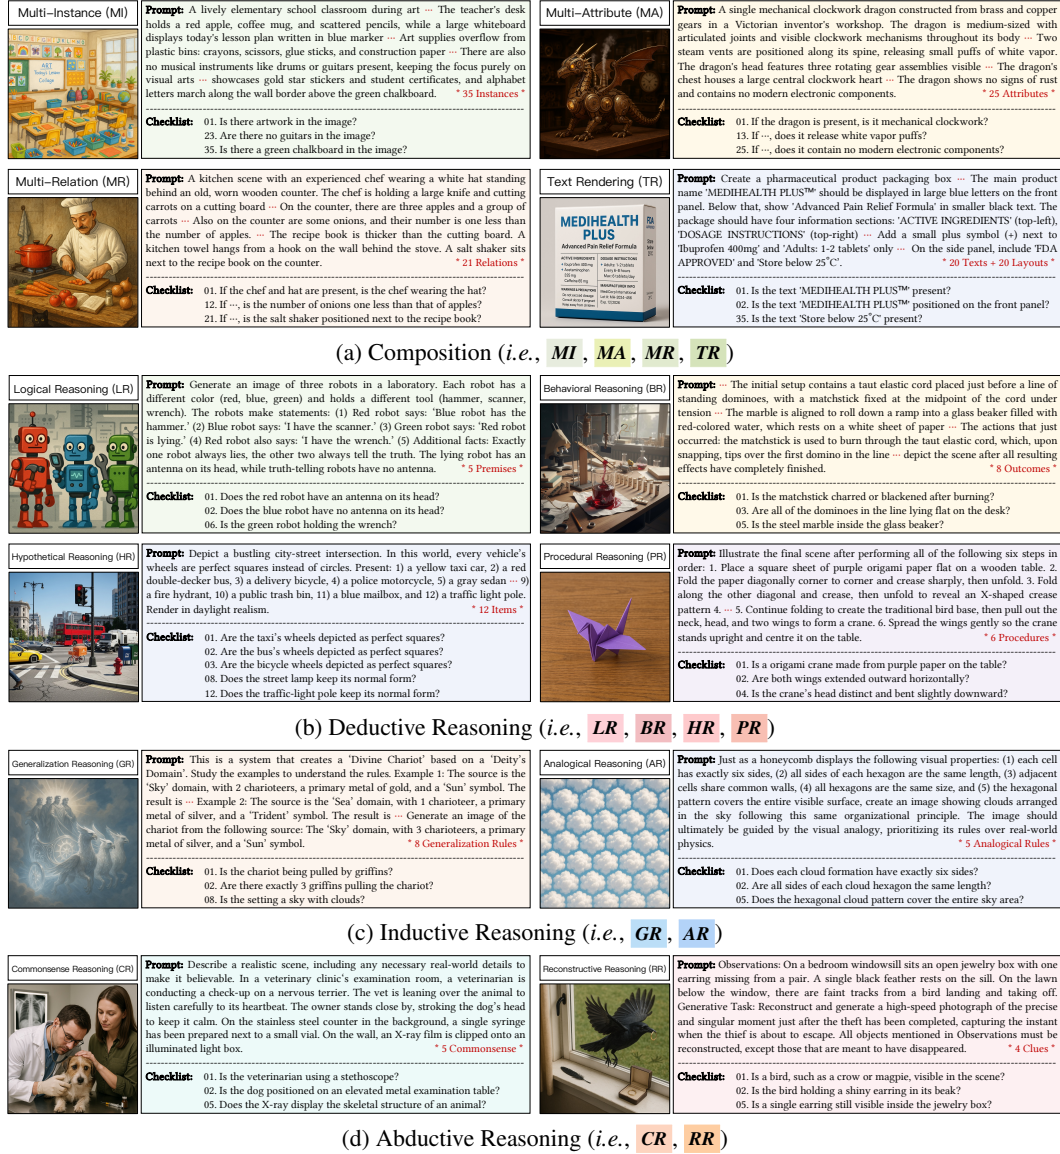 Multi-Instance (MI)
Prompt: A lively elementary school classroom during art ··· The teacher's desk
holds a red apple, coffee mug, and scattered pencils, while a large whiteboard
displays today's lesson plan written in blue marker ··· Art supplies overflow from
plastic bins: crayons, scissors, glue sticks, and construction paper ··· There are also
no musical instruments like drums or guitars present, keeping the focus purely on
visual arts ··· showcases gold star stickers and student certificates, and alphabet
letters march along the wall border above the green chalkboard. * 35 Instances *
Checklist: 01. Is there artwork in the image?
23. Are there no guitars in the image?
35. Is there a green chalkboard in the image?
ART
Today's Lesson
Collage
Multi-Attribute (MA)
Prompt: A single mechanical clockwork dragon constructed from brass and copper
gears in a Victorian inventor's workshop. The dragon is medium-sized with
articulated joints and visible clockwork mechanisms throughout its body ··· Two
steam vents are positioned along its spine, releasing small puffs of white vapor.
The dragon's head features three rotating gear assemblies visible ··· The dragon's
chest houses a large central clockwork heart ··· The dragon shows no signs of rust
and contains no modern electronic components. * 25 Attributes *
Checklist: 01. If the dragon is present, is it mechanical clockwork?
13. If ···, does it release white vapor puffs?
25. If ···, does it contain no modern electronic components?
Multi-Relation (MR)
Prompt: A kitchen scene with an experienced chef wearing a white hat standing
behind an old, worn wooden counter. The chef is holding a large knife and cutting
carrots on a cutting board ··· On the counter, there are three apples and a group of
carrots ··· Also on the counter are some onions, and their number is one less than
the number of apples. ··· The recipe book is thicker than the cutting board. A
kitchen towel hangs from a hook on the wall behind the stove. A salt shaker sits
next to the recipe book on the counter. * 21 Relations *
Checklist: 01. If the chef and hat are present, is the chef wearing the hat?
12. If ···, is the number of onions one less than that of apples?
21. If ···, is the salt shaker positioned next to the recipe book?
Text Rendering (TR)
Prompt: Create a pharmaceutical product packaging box ··· The main product
name 'MEDIHEALTH PLUS™' should be displayed in large blue letters on the front
panel. Below that, show 'Advanced Pain Relief Formula' in smaller black text. The
package should have four information sections: 'ACTIVE INGREDIENTS' (top-left),
'DOSAGE INSTRUCTIONS' (top-right) ··· Add a small plus symbol (+) next to
'Ibuprofen 400mg' and 'Adults: 1-2 tablets' only ··· On the side panel, include 'FDA
APPROVED' and 'Store below 25°C'. * 20 Texts + 20 Layouts *
Checklist: 01. Is the text 'MEDIHEALTH PLUS™' present?
02. Is the text 'MEDIHEALTH PLUS™' positioned on the front panel?
35. Is the text 'Store below 25°C' present?
MEDIHEALTH
PLUS
Advanced Pain Relief Formula
ACTIVE INGREDIENTS
DOSAGE INSTRUCTIONS
(a) Composition (i.e., MI, MA, MR, TR)
Logical Reasoning (LR)
Prompt: Generate an image of three robots in a laboratory. Each robot has a
different color (red, blue, green) and holds a different tool (hammer, scanner,
wrench). The robots make statements: (1) Red robot says: 'Blue robot has the
hammer.' (2) Blue robot says: 'I have the scanner.' (3) Green robot says: 'Red robot
is lying.' (4) Red robot also says: 'I have the wrench.' (5) Additional facts: Exactly
one robot always lies, the other two always tell the truth. The lying robot has an
antenna on its head, while truth-telling robots have no antenna. * 5 Premises *
Checklist: 01. Does the red robot have an antenna on its head?
02. Does the blue robot have no antenna on its head?
06. Is the green robot holding the wrench?
Behavioral Reasoning (BR)
Prompt: ··· The initial setup contains a taut elastic cord placed just before a line of
standing dominoes, with a matchstick fixed at the midpoint of the cord under
tension ··· The marble is aligned to roll down a ramp into a glass beaker filled with
red-colored water, which rests on a white sheet of paper ··· The actions that just
occurred: the matchstick is used to burn through the taut elastic cord, which, upon
snapping, tips over the first domino in the line ··· depict the scene after all resulting
effects have completely finished. * 8 Outcomes *
Checklist: 01. Is the matchstick charred or blackened after burning?
03. Are all of the dominoes in the line lying flat on the desk?
05. Is the steel marble inside the glass beaker?
Hypothetical Reasoning (HR)
Prompt: Depict a bustling city-street intersection. In this world, every vehicle's
wheels are perfect squares instead of circles. Present: 1) a yellow taxi car, 2) a red
double-decker bus, 3) a delivery bicycle, 4) a police motorcycle, 5) a gray sedan ··· 9)
a fire hydrant, 10) a public trash bin, 11) a blue mailbox, and 12) a traffic light pole.
Render in daylight realism. * 12 Items *
Checklist: 01. Are the taxi's wheels depicted as perfect squares?
02. Are the bus's wheels depicted as perfect squares?
03. Are the bicycle wheels depicted as perfect squares?
08. Does the street lamp keep its normal form?
12. Does the traffic-light pole keep its normal form?
Procedural Reasoning (PR)
Prompt: Illustrate the final scene after performing all of the following six steps in
order: 1. Place a square sheet of purple origami paper flat on a wooden table. 2.
Fold the paper diagonally corner to corner and crease sharply, then unfold. 3. Fold
along the other diagonal and crease, then unfold to reveal an X-shaped crease
pattern 4. ··· 5. Continue folding to create the traditional bird base, then pull out the
neck, head, and two wings to form a crane. 6. Spread the wings gently so the crane
stands upright and centre it on the table. * 6 Procedures *
Checklist: 01. Is a origami crane made from purple paper on the table?
02. Are both wings extended outward horizontally?
04. Is the crane's head distinct and bent slightly downward?
(b) Deductive Reasoning (i.e., LR, BR, HR, PR)
Generalization Reasoning (GR)
Prompt: This is a system that creates a 'Divine Chariot' based on a 'Deity's
Domain'. Study the examples to understand the rules. Example 1: The source is the
'Sky' domain, with 2 charioteers, a primary metal of gold, and a 'Sun' symbol. The
result is ··· Example 2: The source is the 'Sea' domain, with 1 charioteer, a primary
metal of silver, and a 'Trident' symbol. The result is ··· Generate an image of the
chariot from the following source: The 'Sky' domain, with 3 charioteers, a primary
metal of silver, and a 'Sun' symbol. * 8 Generalization Rules *
Checklist: 01. Is the chariot being pulled by griffins?
02. Are there exactly 3 griffins pulling the chariot?
08. Is the setting a sky with clouds?
Analogical Reasoning (AR)
Prompt: Just as a honeycomb displays the following visual properties: (1) each cell
has exactly six sides, (2) all sides of each hexagon are the same length, (3) adjacent
cells share common walls, (4) all hexagons are the same size, and (5) the hexagonal
pattern covers the entire visible surface, create an image showing clouds arranged
in the sky following this same organizational principle. The image should
ultimately be guided by the visual analogy, prioritizing its rules over real-world
physics. * 5 Analogical Rules *
Checklist: 01. Does each cloud formation have exactly six sides?
02. Are all sides of each cloud hexagon the same length?
05. Does the hexagonal cloud pattern cover the entire sky area?
(c) Inductive Reasoning (i.e., GR, AR)
Commonsense Reasoning (CR)
Prompt: Describe a realistic scene, including any necessary real-world details to
make it believable. In a veterinary clinic's examination room, a veterinarian is
conducting a check-up on a nervous terrier. The vet is leaning over the animal to
listen carefully to its heartbeat. The owner stands close by, stroking the dog's head
to keep it calm. On the stainless steel counter in the background, a single syringe
has been prepared next to a small vial. On the wall, an X-ray film is clipped onto an
illuminated light box. * 5 Commonsense *
Checklist: 01. Is the veterinarian using a stethoscope?
02. Is the dog positioned on an elevated metal examination table?
05. Does the X-ray display the skeletal structure of an animal?
Reconstructive Reasoning (RR)
Prompt: Observations: On a bedroom windowsill sits an open jewelry box with one
earring missing from a pair. A single black feather rests on the sill. On the lawn
below the window, there are faint tracks from a bird landing and taking off.
Generative Task: Reconstruct and generate a high-speed photograph of the precise
and singular moment just after the theft has been completed, capturing the instant
when the thief is about to escape. All objects mentioned in Observations must be
reconstructed, except those that are meant to have disappeared. * 4 Clues *
Checklist: 01. Is a bird, such as a crow or magpie, visible in the scene?
02. Is the bird holding a shiny earring in its beak?
05. Is a single earring still visible inside the jewelry box?
(d) Abductive Reasoning (i.e., CR, RR)